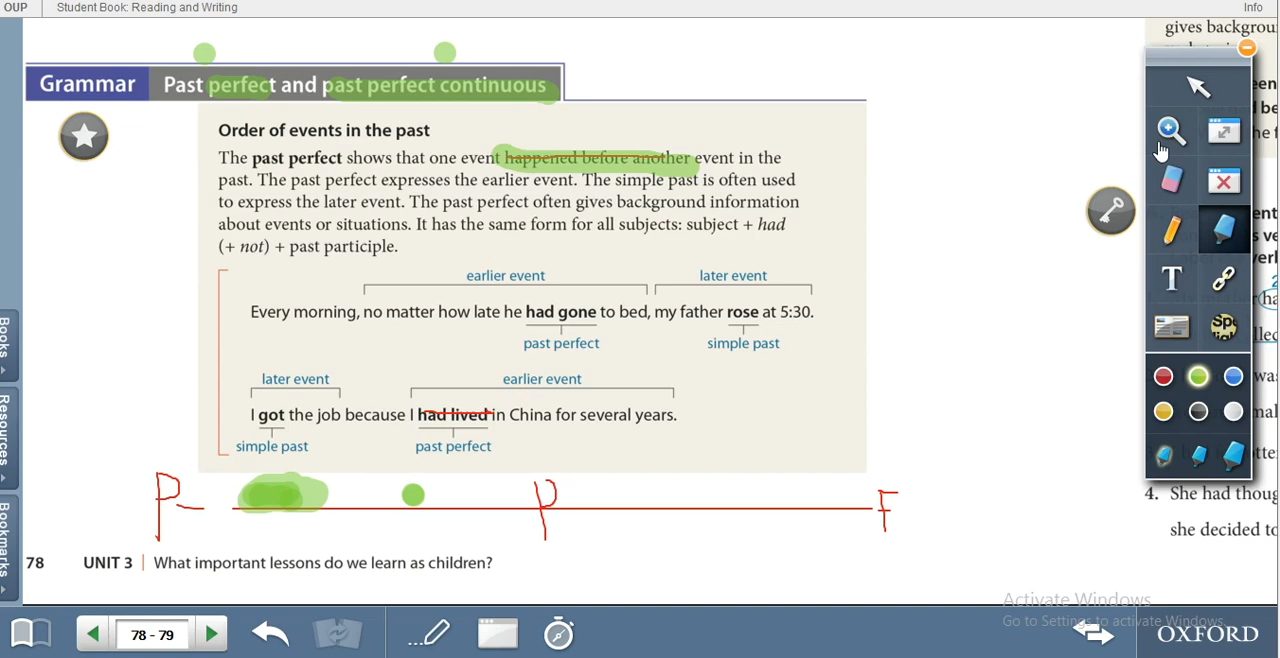 OUP Student Book: Reading and Writing Info
gives backgrou
Grammar Past perfect and past perfect continuous
Order of events in the past
The past perfect shows that one event happened before another event in the
past. The past perfect expresses the earlier event. The simple past is often used
to express the later event. The past perfect often gives background information
about events or situations. It has the same form for all subjects: subject + had
(+ not) + past participle.
earlier event later event
Every morning, no matter how late he had gone to bed, my father rose at 5:30.
past perfect simple past
later event earlier event
I got the job because I had lived in China for several years.
simple past past perfect
P P F
4. She had thoug
she decided to
78 UNIT 3 What important lessons do we learn as children?
Books
Resources
Bookmarks
T
Activate Windows
Go to Settings to activate Windows.
78 - 79
OXFORD